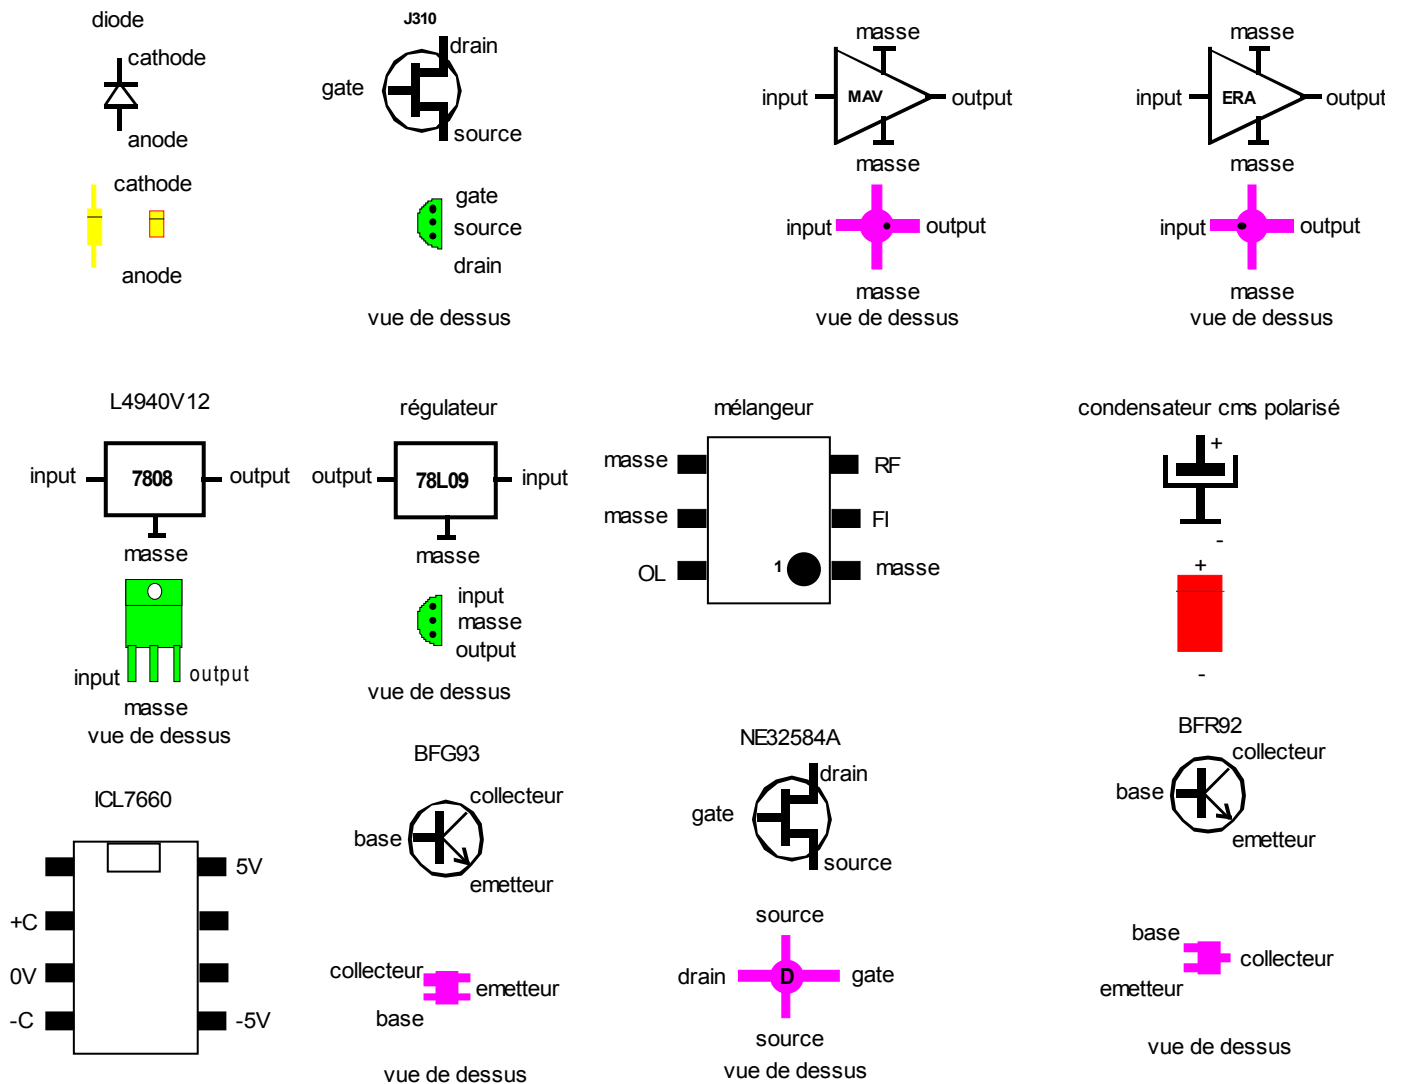 diode
cathode
anode
cathode
anode
J310
drain
gate
source
gate
source
drain
vue de dessus
masse
input
MAV
output
masse
input
output
masse
vue de dessus
masse
input
ERA
output
masse
input
output
masse
vue de dessus
L4940V12
input
7808
output
masse
input
output
masse
vue de dessus
régulateur
output
78L09
input
masse
input
masse
output
vue de dessus
mélangeur
masse
RF
masse
FI
OL
1
masse
condensateur cms polarisé
+
-
+
-
ICL7660
5V
+C
0V
-C
-5V
BFG93
collecteur
base
emetteur
collecteur
emetteur
base
vue de dessus
NE32584A
drain
gate
source
source
drain
D
gate
source
vue de dessus
BFR92
collecteur
base
emetteur
base
collecteur
emetteur
vue de dessus